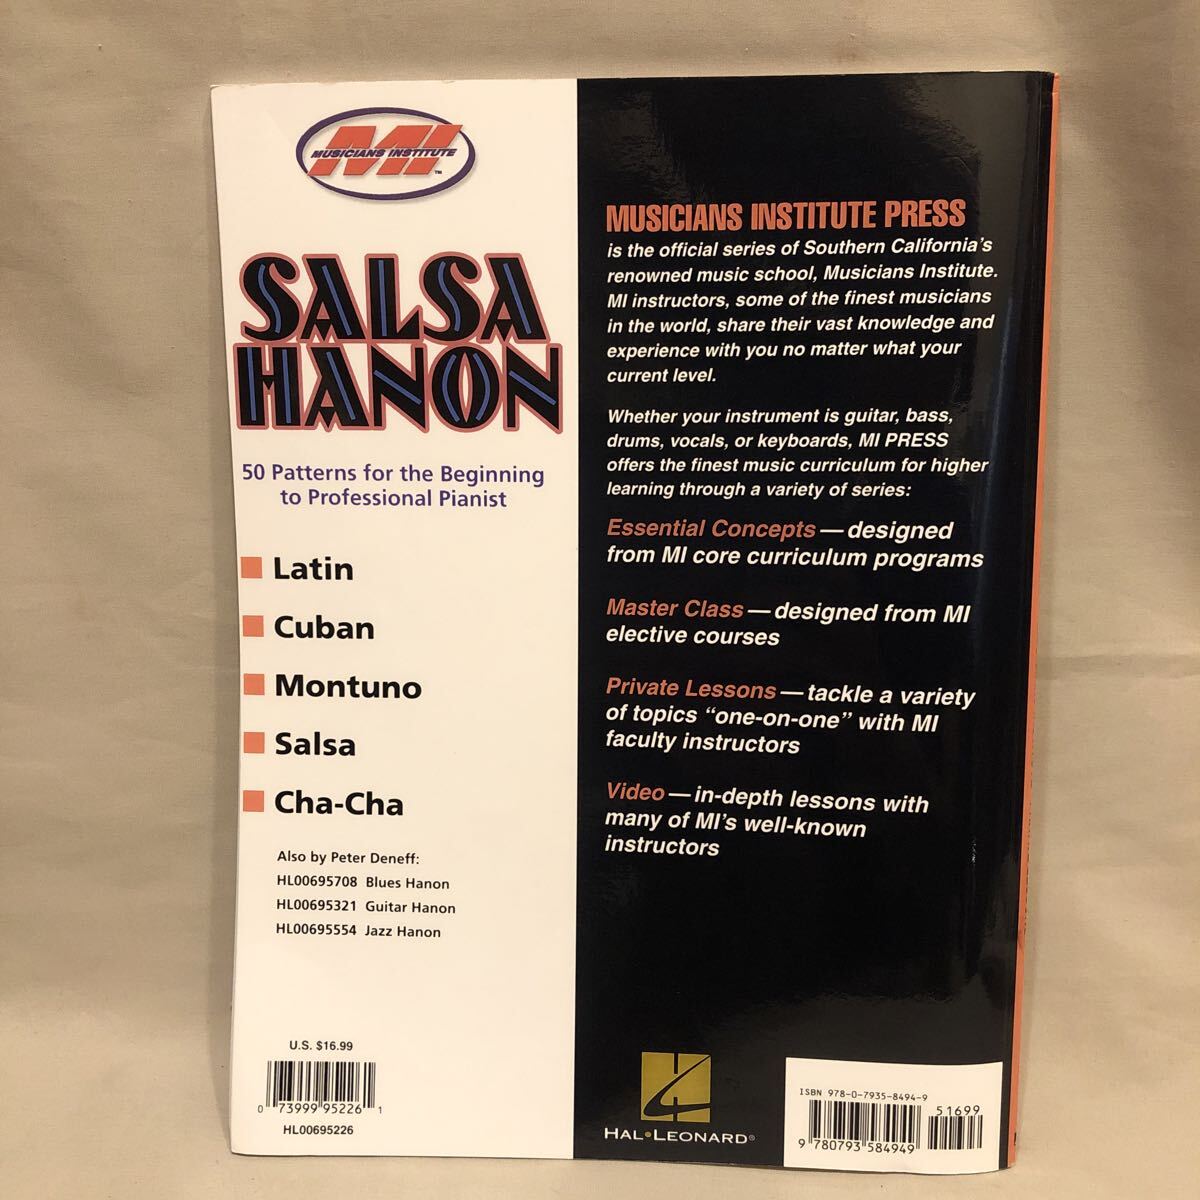 MI
MUSICIANS INSTITUTE
™
SALSA
HANON
50 Patterns for the Beginning
to Professional Pianist
Latin
Cuban
Montuno
Salsa
Cha-Cha
Also by Peter Deneff:
HL00695708 Blues Hanon
HL00695321 Guitar Hanon
HL00695554 Jazz Hanon
U.S. $16.99
0 73999 95226 1
HL00695226
MUSICIANS INSTITUTE PRESS
is the official series of Southern California's
renowned music school, Musicians Institute.
MI instructors, some of the finest musicians
in the world, share their vast knowledge and
experience with you no matter what your
current level.
Whether your instrument is guitar, bass,
drums, vocals, or keyboards, MI PRESS
offers the finest music curriculum for higher
learning through a variety of series:
Essential Concepts — designed
from MI core curriculum programs
Master Class — designed from MI
elective courses
Private Lessons — tackle a variety
of topics “one-on-one” with MI
faculty instructors
Video — in-depth lessons with
many of MI's well-known
instructors
HAL•LEONARD®
ISBN 978-0-7935-8494-9
51699
9 780793 584949